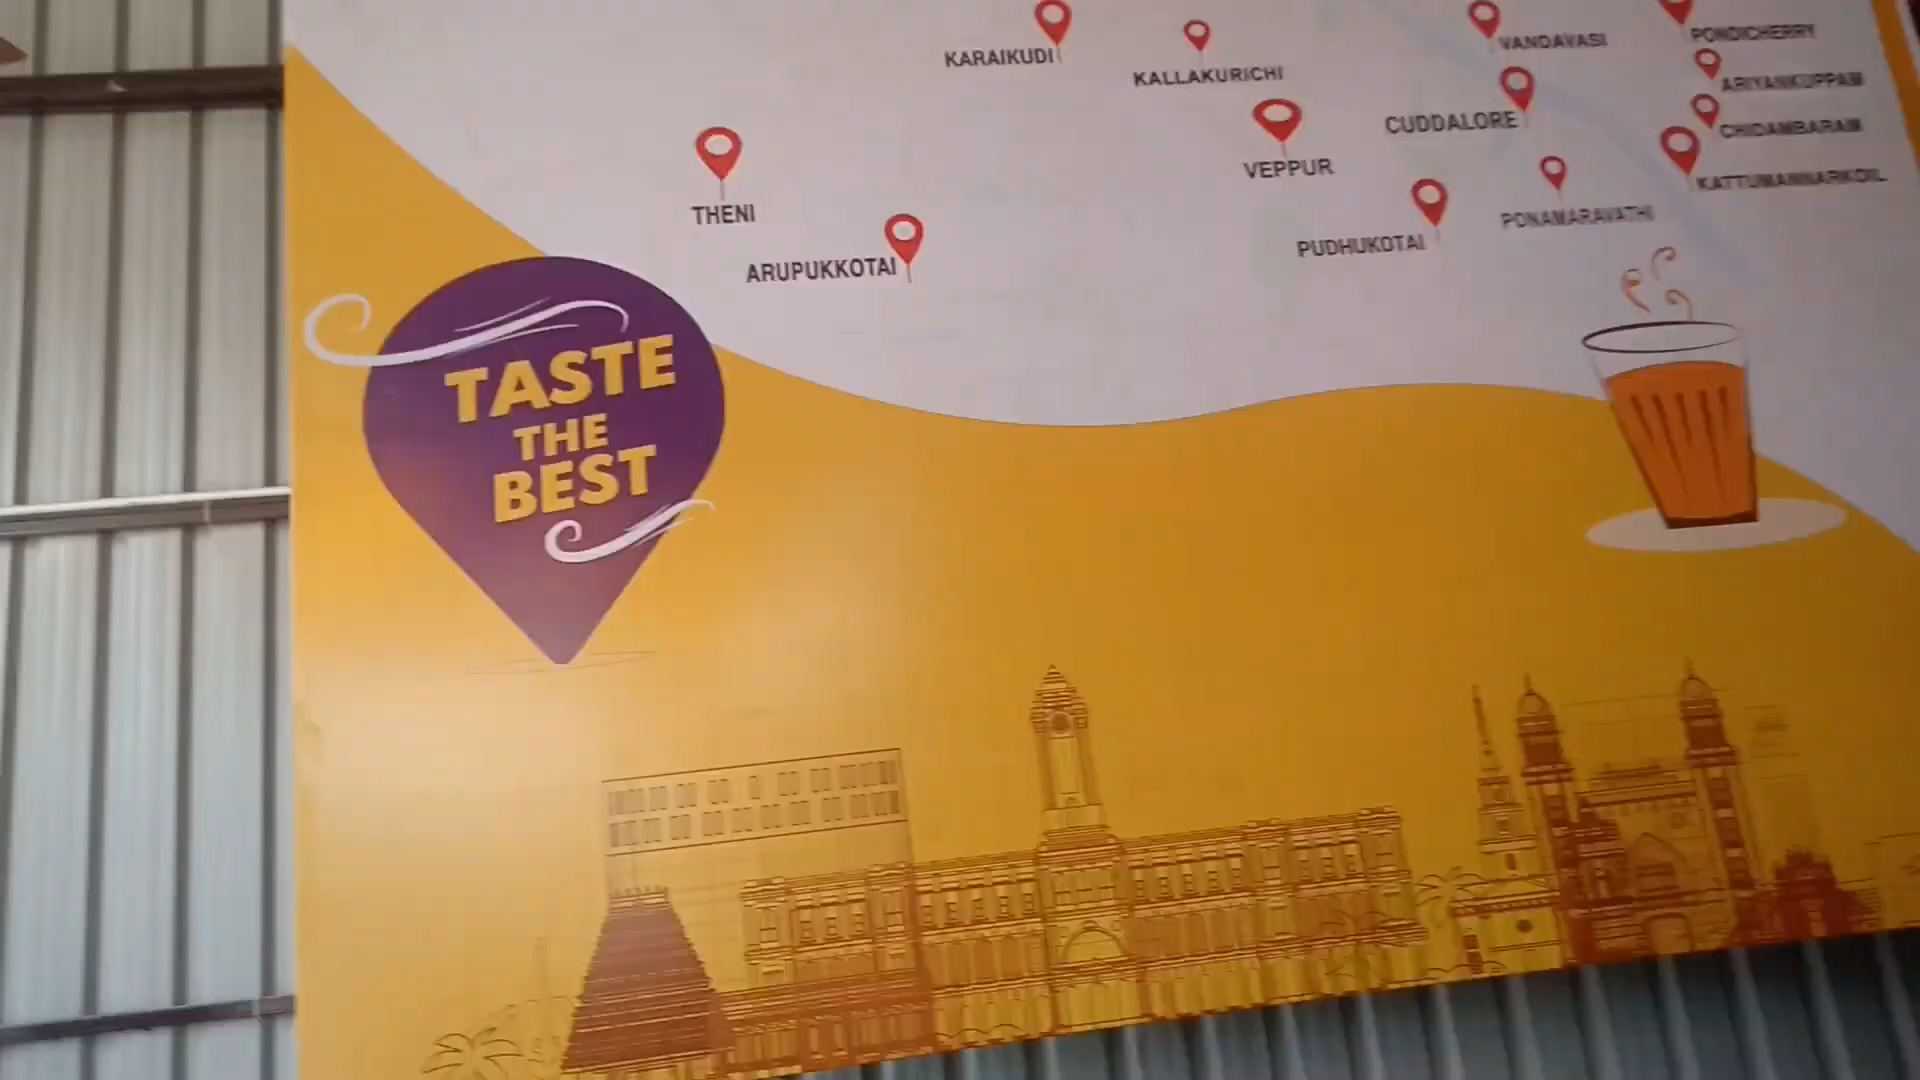 KARAIKUDI
KALLAKURICHI
VANDAVASI
PONDICHERRY
ARIYANKUPPAM
CUDDALORE
CHIDAMBARAM
VEPPUR
KATTUMANNARKOIL
THENI
PONAMARAVATHI
PUDHUKOTAI
ARUPUKKOTAI
TASTE
THE
BEST